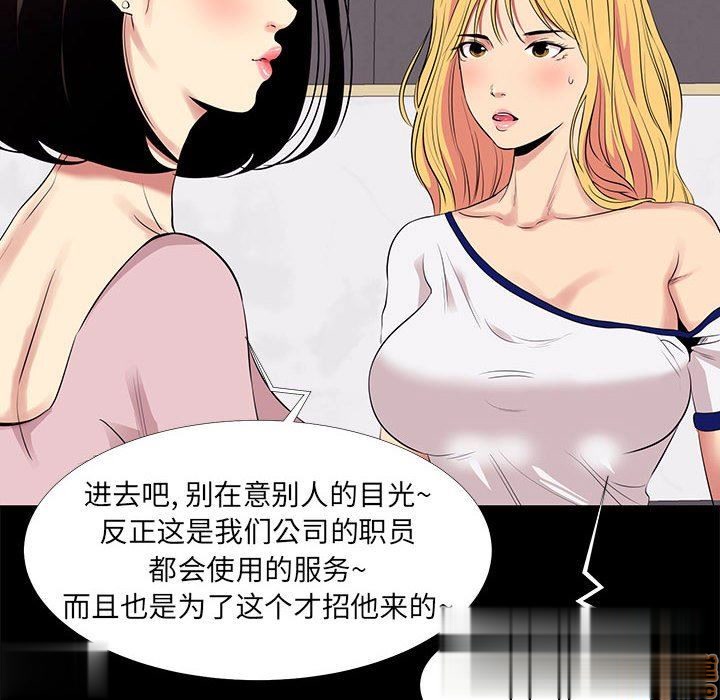 进去吧, 别在意别人的目光~
反正这是我们公司的职员
都会使用的服务~
而且也是为了这个才招他来的~